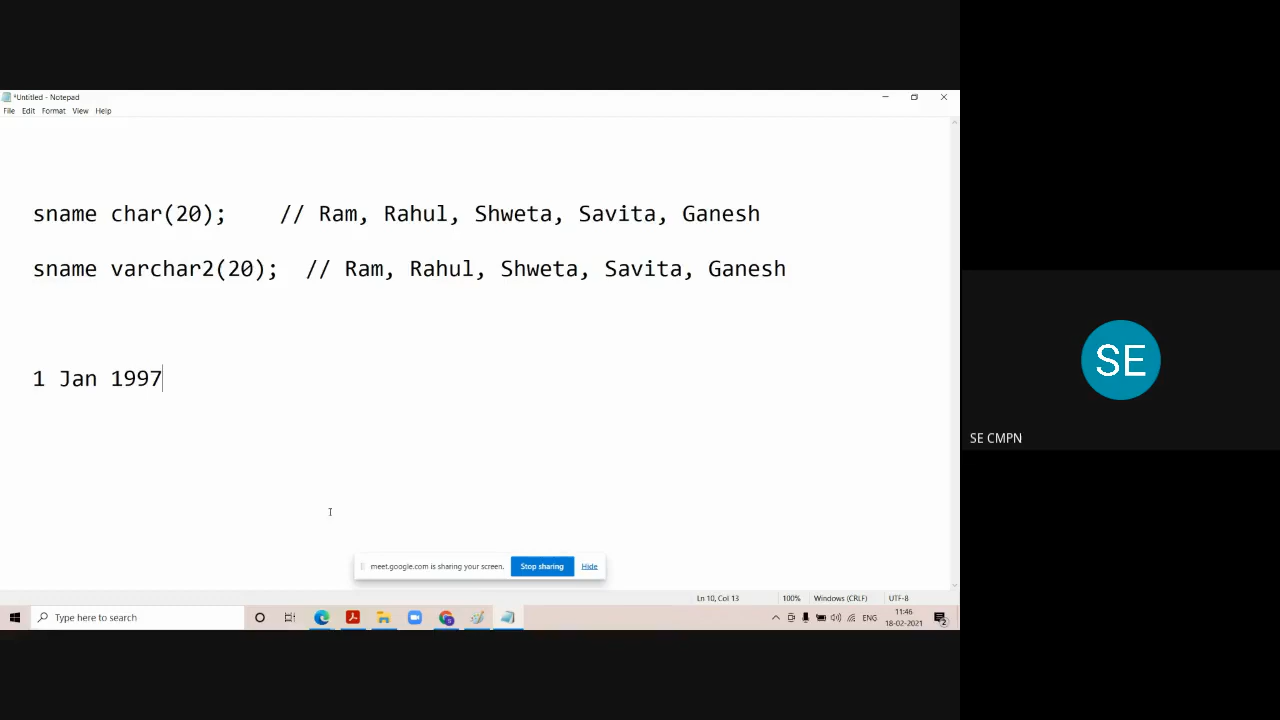 *Untitled - Notepad
File Edit Format View Help
sname char(20);    // Ram, Rahul, Shweta, Savita, Ganesh
sname varchar2(20);  // Ram, Rahul, Shweta, Savita, Ganesh
1 Jan 1997
SE
SE CMPN
meet.google.com is sharing your screen. Stop sharing Hide
Ln 10, Col 13 100% Windows (CRLF) UTF-8
Type here to search
ENG
11:46
18-02-2021
2